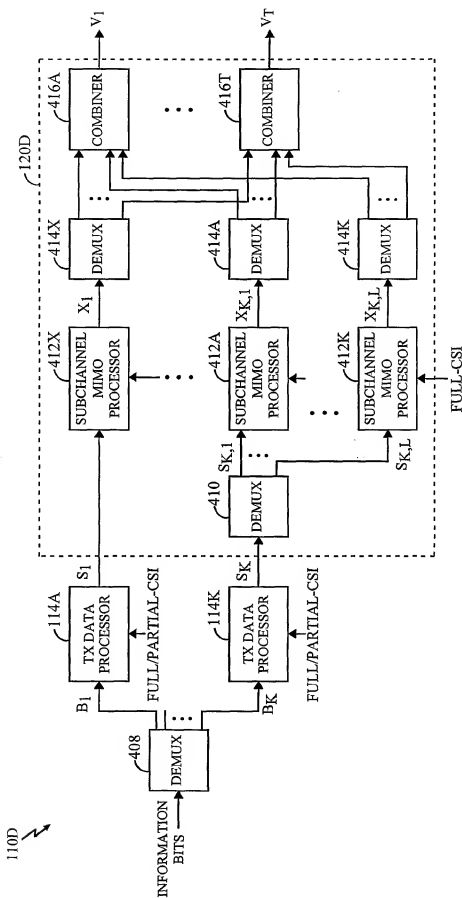 110D
INFORMATION
BITS
408
DEMUX
B1
BK
114A
TX DATA
PROCESSOR
FULL/PARTIAL-CSI
114K
TX DATA
PROCESSOR
FULL/PARTIAL-CSI
S1
SK
120D
410
DEMUX
SK,1
SK,L
412X
SUBCHANNEL
MIMO
PROCESSOR
412A
SUBCHANNEL
MIMO
PROCESSOR
412K
SUBCHANNEL
MIMO
PROCESSOR
FULL-CSI
X1
XK,1
XK,L
414X
DEMUX
414A
DEMUX
414K
DEMUX
416A
COMBINER
416T
COMBINER
V1
VT